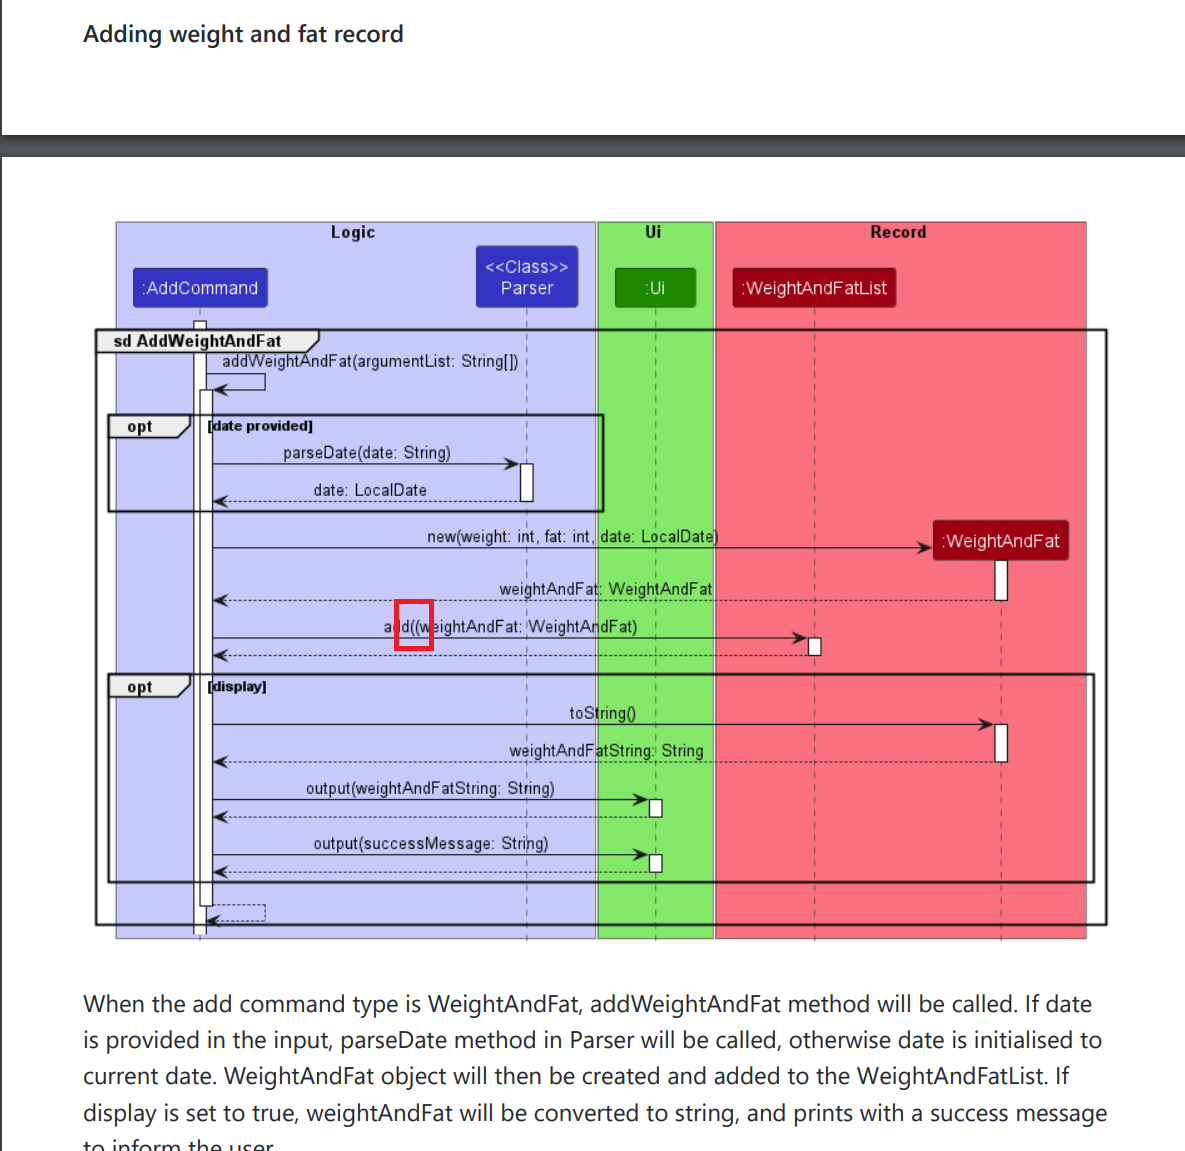 Adding weight and fat record
Logic
Ui
Record
<<Class>>
Parser
:AddCommand
:Ui
:WeightAndFatList
sd AddWeightAndFat
addWeightAndFat(argumentList: String[])
opt
[date provided]
parseDate(date: String)
date: LocalDate
new(weight: int, fat: int, date: LocalDate)
:WeightAndFat
weightAndFat: WeightAndFat
add((weightAndFat: WeightAndFat)
opt
[display]
toString()
weightAndFatString: String
output(weightAndFatString: String)
output(successMessage: String)
When the add command type is WeightAndFat, addWeightAndFat method will be called. If date
is provided in the input, parseDate method in Parser will be called, otherwise date is initialised to
current date. WeightAndFat object will then be created and added to the WeightAndFatList. If
display is set to true, weightAndFat will be converted to string, and prints with a success message
to inform the user